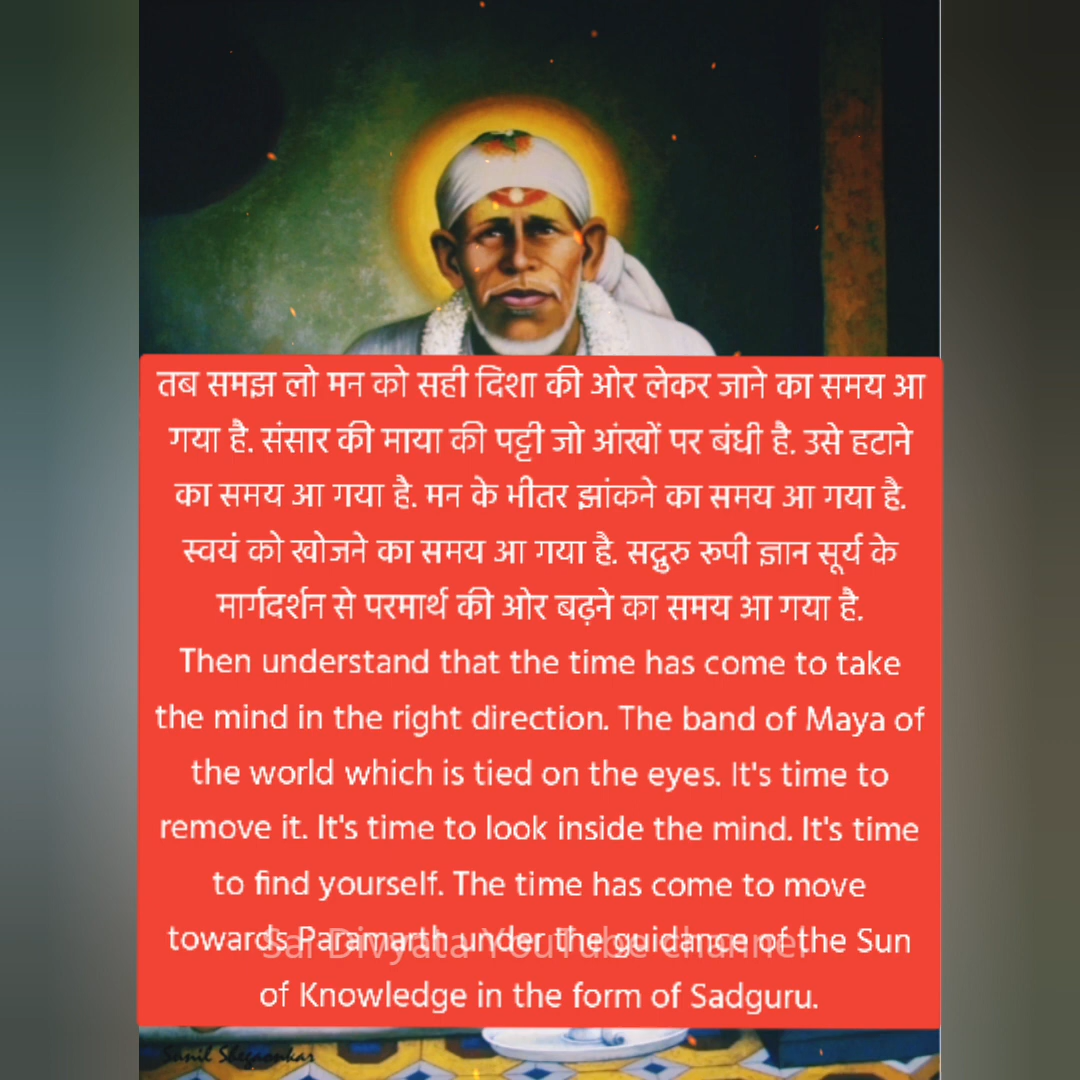 तब समझ लो मन को सही दिशा की ओर लेकर जाने का समय आ
गया है. संसार की माया की पट्टी जो आंखों पर बंधी है. उसे हटाने
का समय आ गया है. मन के भीतर झांकने का समय आ गया है.
स्वयं को खोजने का समय आ गया है. सद्गुरु रूपी ज्ञान सूर्य के
मार्गदर्शन से परमार्थ की ओर बढ़ने का समय आ गया है.
Then understand that the time has come to take
the mind in the right direction. The band of Maya of
the world which is tied on the eyes. It's time to
remove it. It's time to look inside the mind. It's time
to find yourself. The time has come to move
towards Paramarth under the guidance of the Sun
Sai Divyata YouTube channel
of Knowledge in the form of Sadguru.
Sunil Shegaonkar